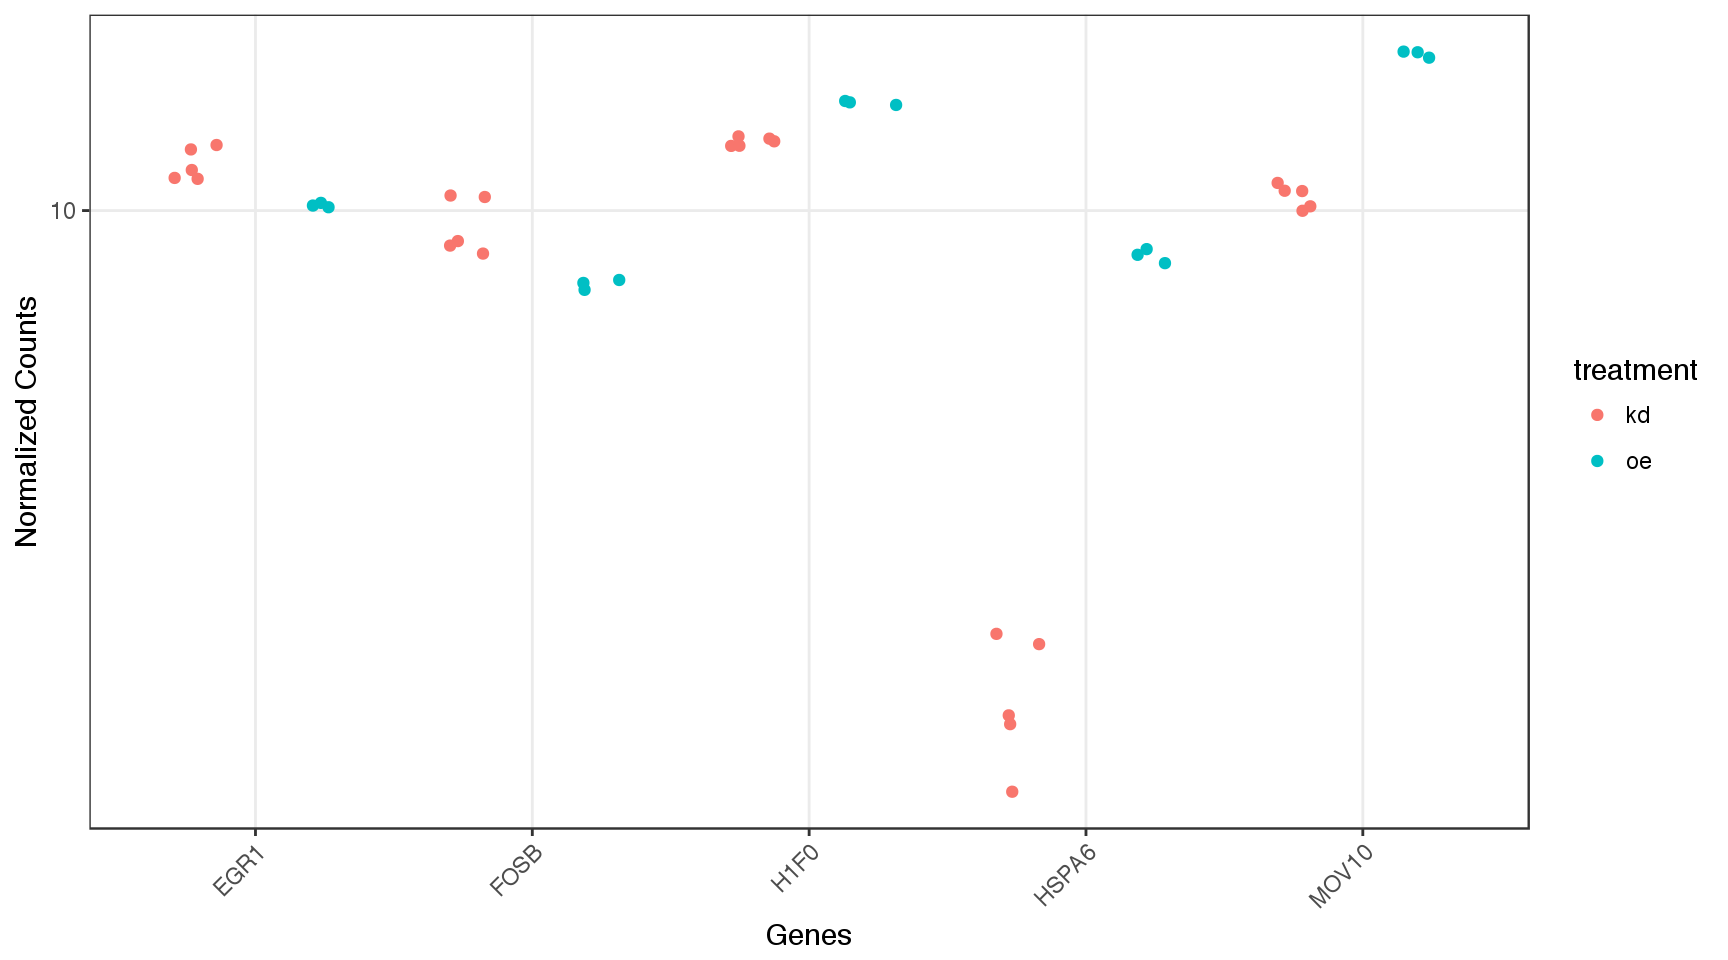 10
Normalized Counts
EGR1
FOSB
H1F0
HSPA6
MOV10
Genes
treatment
kd
oe